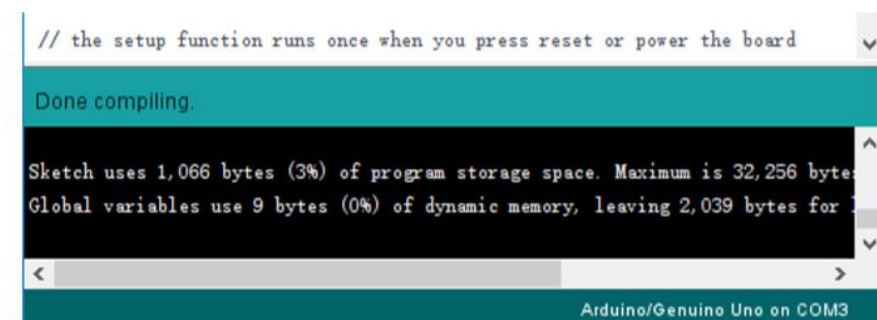 // the setup function runs once when you press reset or power the board
Done compiling.
Sketch uses 1,066 bytes (3%) of program storage space. Maximum is 32,256
Global variables use 9 bytes (0%) of dynamic memory, leaving 2,039 bytes for
Arduino/Genuino Uno on COM3